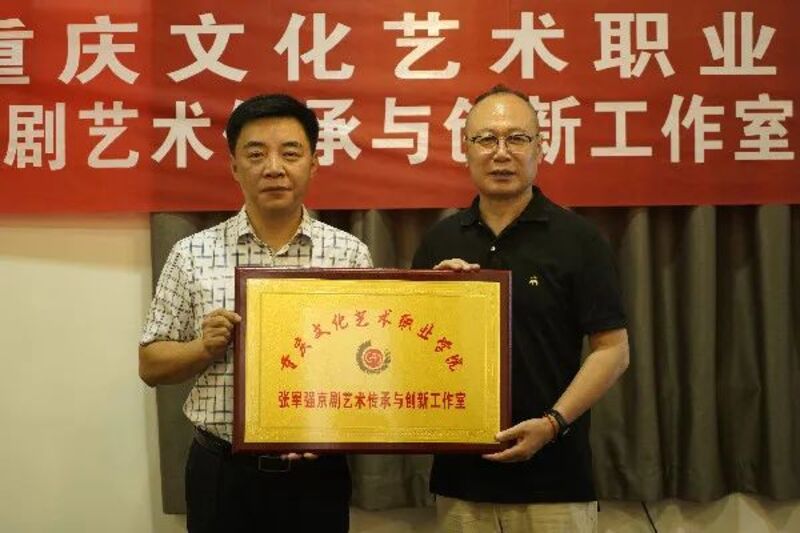 重庆文化艺术职业
剧艺术传承与创新工作室
重庆文化艺术职业学院
张军强京剧艺术传承与创新工作室